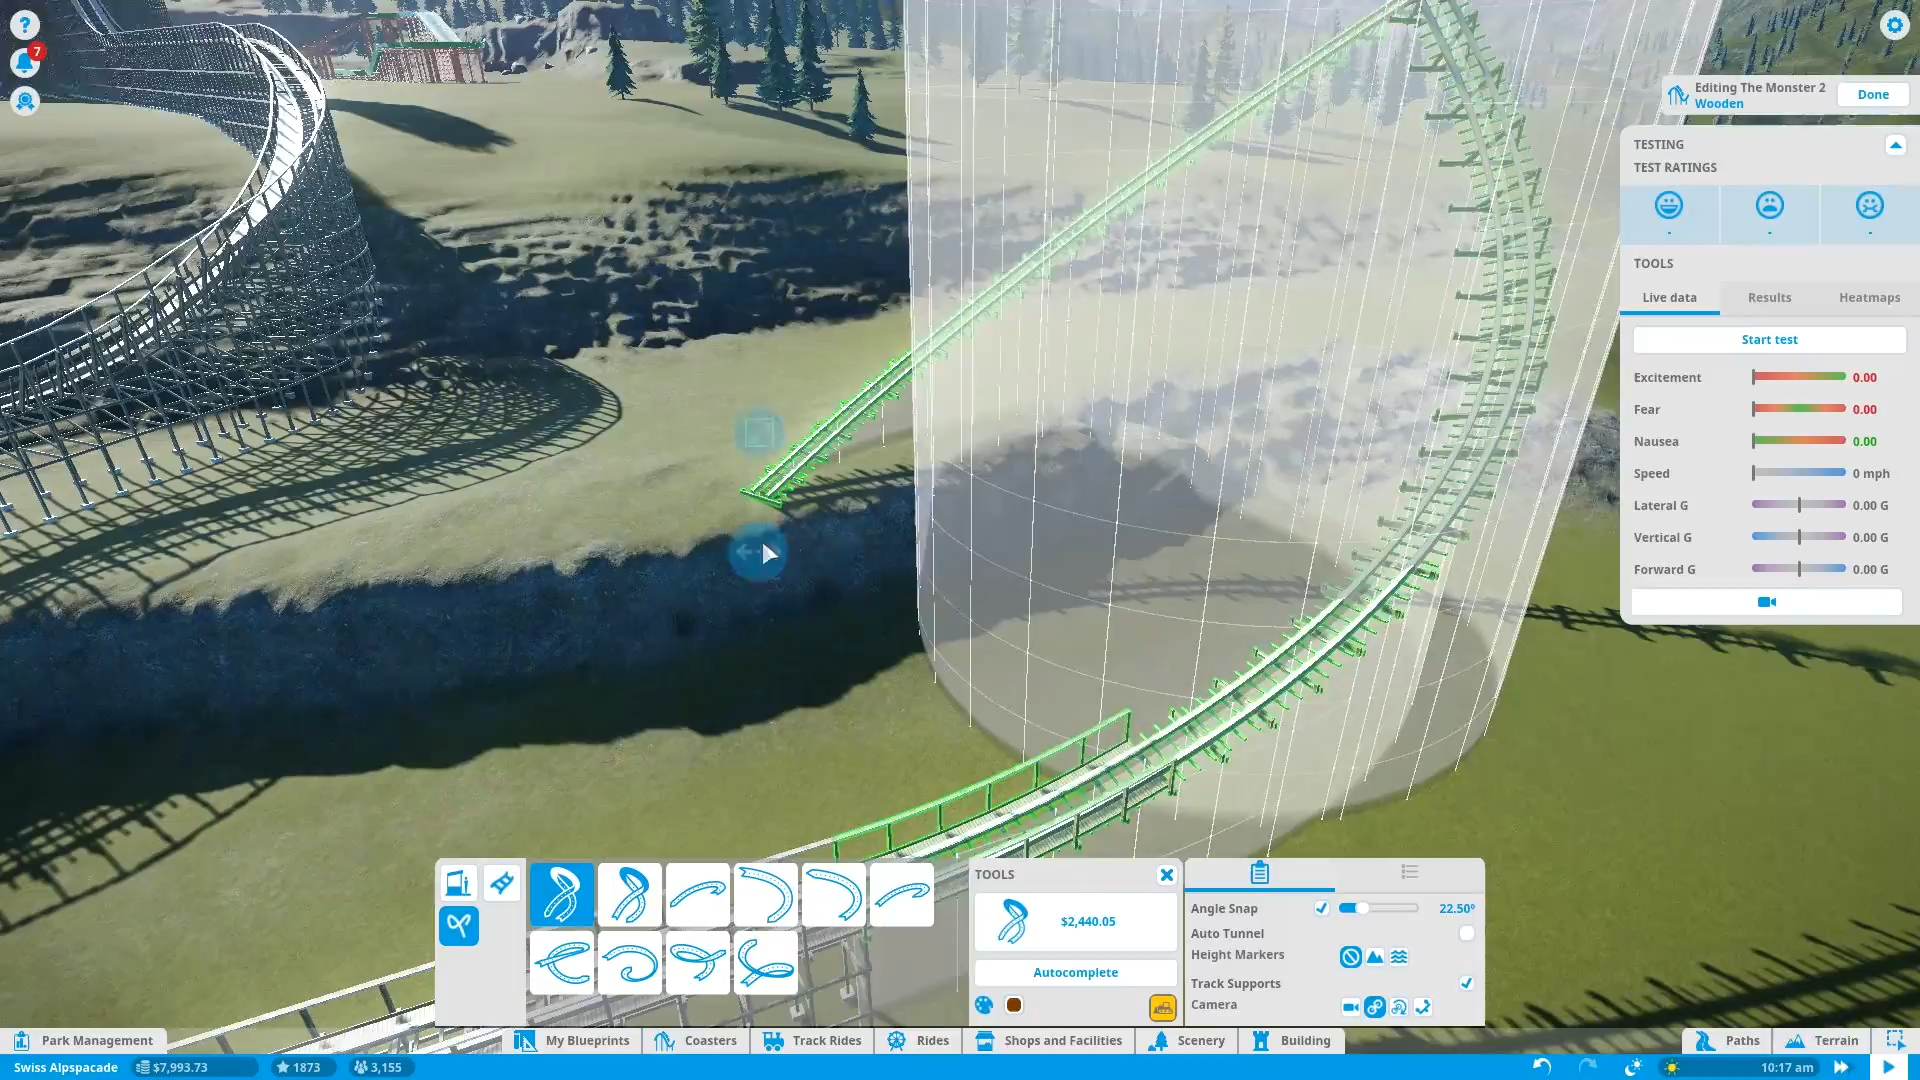 ?
7
Editing The Monster 2
Wooden
Done
TESTING
TEST RATINGS
-
-
-
TOOLS
Live data
Results
Heatmaps
Start test
Excitement 0.00
Fear 0.00
Nausea 0.00
Speed 0 mph
Lateral G 0.00 G
Vertical G 0.00 G
Forward G 0.00 G
TOOLS
$2,440.05
Autocomplete
Angle Snap 22.50°
Auto Tunnel
Height Markers
Track Supports
Camera
Park Management
My Blueprints
Coasters
Track Rides
Rides
Shops and Facilities
Scenery
Building
Paths
Terrain
Swiss Alpspacade
$7,993.73
1873
3,155
10:17 am